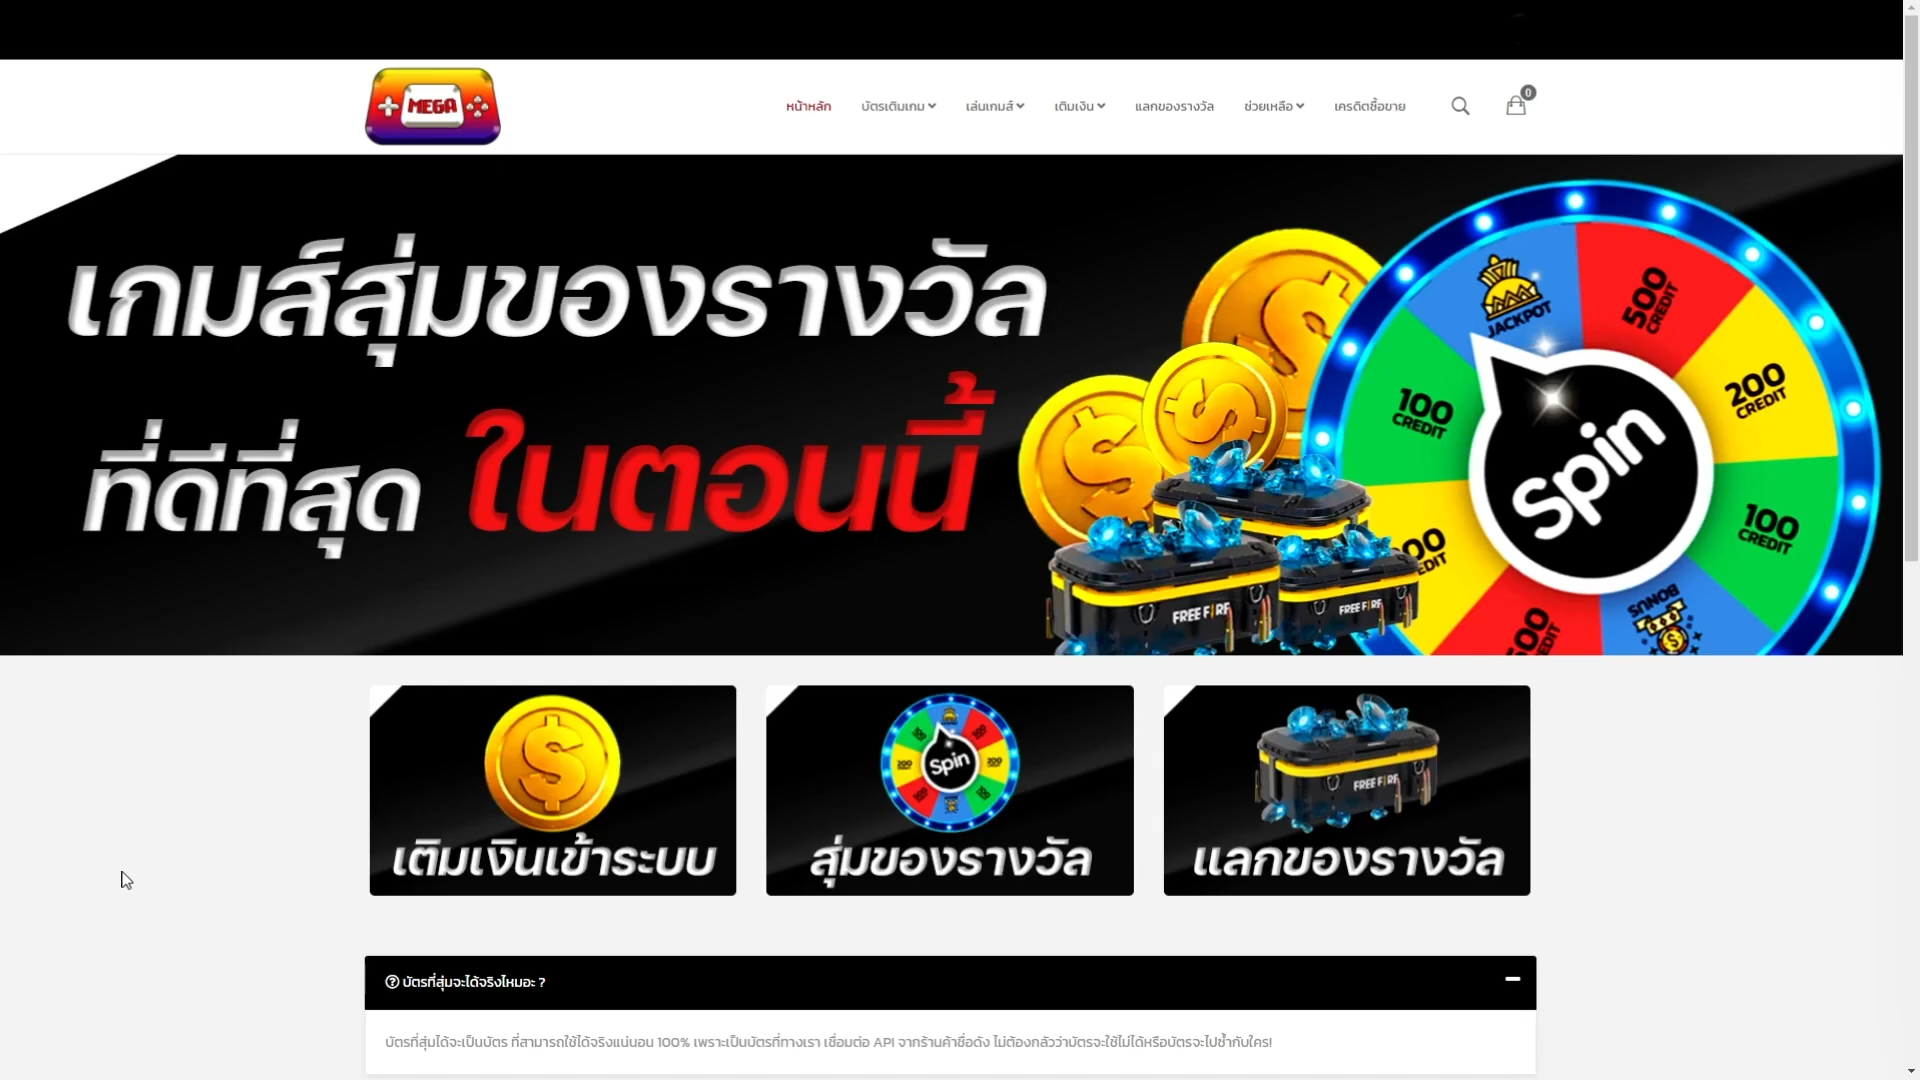 MEGA
หน้าหลัก บัตรเติมเกม เล่นเกมส์ เติมเงิน แลกของรางวัล ช่วยเหลือ เครดิตซื้อขาย 0
เกมส์สุ่มของรางวัล
ที่ดีที่สุด ในตอนนี้
JACKPOT
500 CREDIT
200 CREDIT
100 CREDIT
100 CREDIT
Spin
BONUS
FREE FIRE
FREE FIRE
Spin
FREE FIRE
เติมเงินเข้าระบบ
สุ่มของรางวัล
แลกของรางวัล
บัตรที่สุ่มจะได้จริงไหมอะ ?
บัตรที่สุ่มได้จะเป็นบัตร ที่สามารถใช้ได้จริงแน่นอน 100% เพราะเป็นบัตรที่ทางเรา เชื่อมต่อ API จากร้านค้าชื่อดัง ไม่ต้องกลัวว่าบัตรจะใช้ไม่ได้หรือบัตรจะไปซ้ำกับใคร!